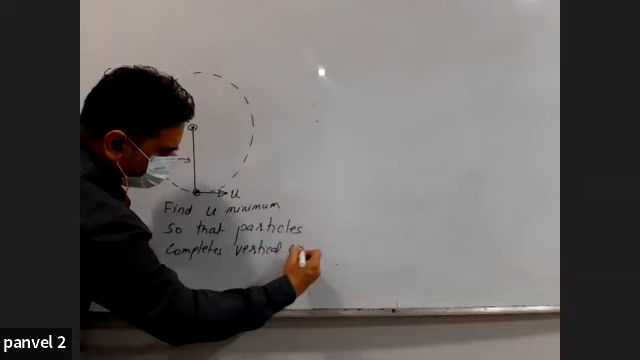 u
Find u minimum
so that particles
completes vertical
panvel 2